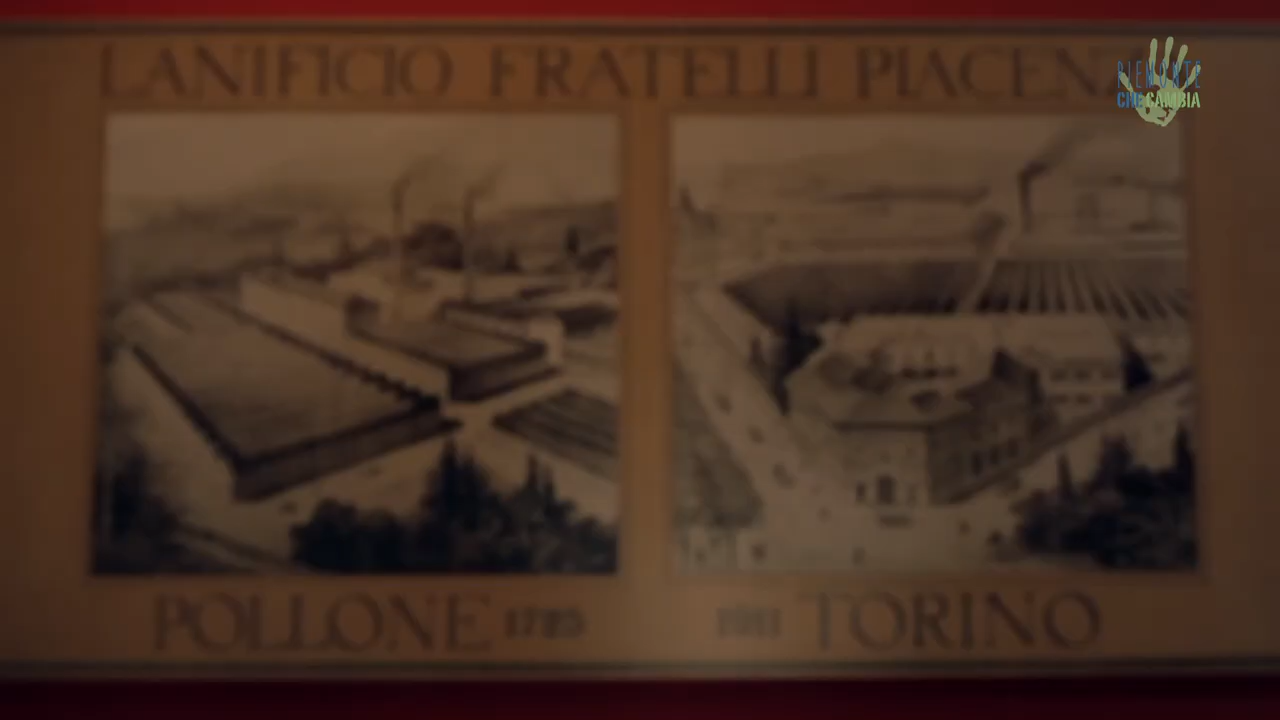 LANIFICIO FRATELLI PIACENZA
PIEMONTE
CHE CAMBIA
POLLONE
TORINO